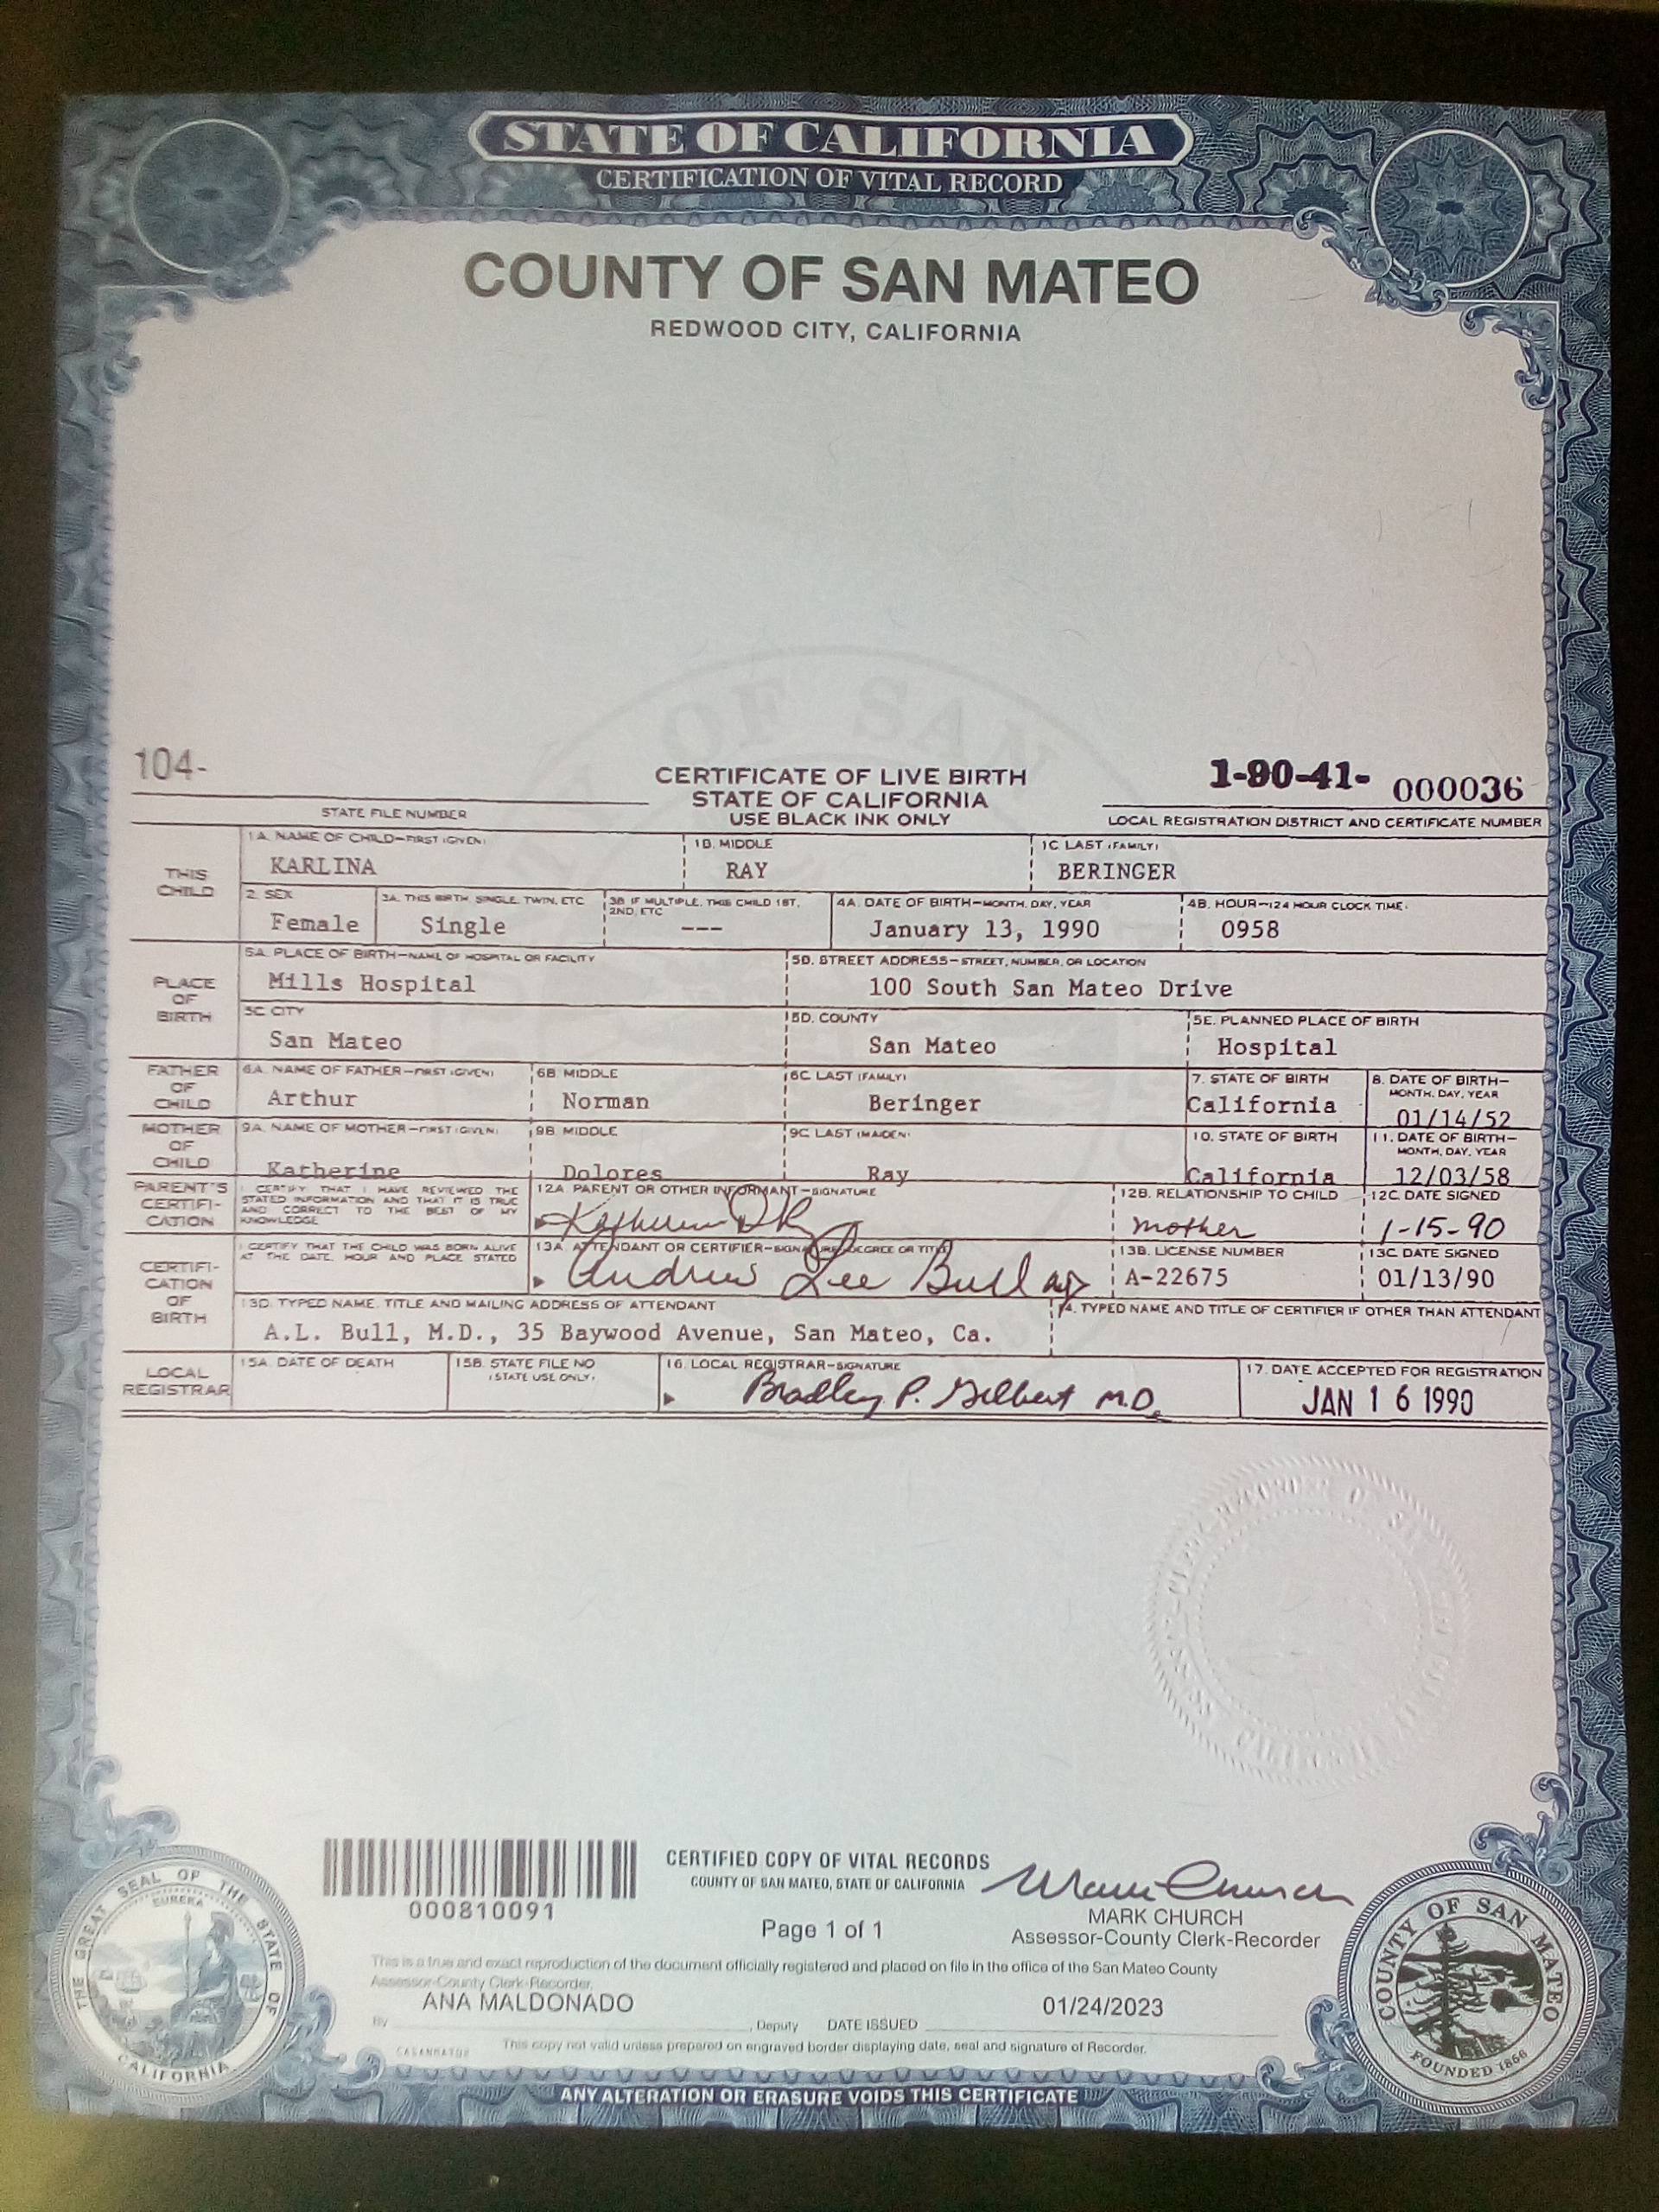 STATE OF CALIFORNIA
CERTIFICATION OF VITAL RECORD
COUNTY OF SAN MATEO
REDWOOD CITY, CALIFORNIA
104-
STATE FILE NUMBER
CERTIFICATE OF LIVE BIRTH
STATE OF CALIFORNIA
USE BLACK INK ONLY
1-90-41- 000036
LOCAL REGISTRATION DISTRICT AND CERTIFICATE NUMBER
THIS CHILD
1A. NAME OF CHILD—FIRST (GIVEN) 1B. MIDDLE 1C. LAST (FAMILY)
KARLINA RAY BERINGER
2. SEX 3A. THIS BIRTH, SINGLE, TWIN, ETC. 3B. IF MULTIPLE, THIS CHILD 1ST, 2ND, ETC. 4A. DATE OF BIRTH—MONTH, DAY, YEAR 4B. HOUR—(24 HOUR CLOCK TIME)
Female Single --- January 13, 1990 0958
PLACE OF BIRTH
5A. PLACE OF BIRTH—NAME OF HOSPITAL OR FACILITY 5B. STREET ADDRESS—STREET, NUMBER, OR LOCATION
Mills Hospital 100 South San Mateo Drive
5C. CITY 5D. COUNTY 5E. PLANNED PLACE OF BIRTH
San Mateo San Mateo Hospital
FATHER OF CHILD
6A. NAME OF FATHER—FIRST (GIVEN) 6B. MIDDLE 6C. LAST (FAMILY) 7. STATE OF BIRTH 8. DATE OF BIRTH—MONTH, DAY, YEAR
Arthur Norman Beringer California 01/14/52
MOTHER OF CHILD
9A. NAME OF MOTHER—FIRST (GIVEN) 9B. MIDDLE 9C. LAST (MAIDEN) 10. STATE OF BIRTH 11. DATE OF BIRTH—MONTH, DAY, YEAR
Katherine Dolores Ray California 12/03/58
PARENT'S CERTIFICATION
I CERTIFY THAT I HAVE REVIEWED THE
STATED INFORMATION AND THAT IT IS TRUE
AND CORRECT TO THE BEST OF MY
KNOWLEDGE
12A. PARENT OR OTHER INFORMANT—SIGNATURE 12B. RELATIONSHIP TO CHILD 12C. DATE SIGNED
mother 1-15-90
CERTIFICATION OF BIRTH
I CERTIFY THAT THE CHILD WAS BORN ALIVE
AT THE DATE, HOUR AND PLACE STATED
13A. ATTENDANT OR CERTIFIER—SIGNATURE/DEGREE OR TITLE 13B. LICENSE NUMBER 13C. DATE SIGNED
Andrew Lee Bull MD A-22675 01/13/90
13D. TYPED NAME, TITLE AND MAILING ADDRESS OF ATTENDANT 14. TYPED NAME AND TITLE OF CERTIFIER IF OTHER THAN ATTENDANT
A.L. Bull, M.D., 35 Baywood Avenue, San Mateo, Ca.
LOCAL REGISTRAR
15A. DATE OF DEATH 15B. STATE FILE NO. (STATE USE ONLY) 16. LOCAL REGISTRAR—SIGNATURE 17. DATE ACCEPTED FOR REGISTRATION
Bradley P. Gilbert M.D. JAN 16 1990
000810091
CERTIFIED COPY OF VITAL RECORDS
COUNTY OF SAN MATEO, STATE OF CALIFORNIA
Page 1 of 1
Mark Church
MARK CHURCH
Assessor-County Clerk-Recorder
This is a true and exact reproduction of the document officially registered and placed on file in the office of the San Mateo County
Assessor-County Clerk-Recorder.
By ANA MALDONADO, Deputy DATE ISSUED 01/24/2023
This copy not valid unless prepared on engraved border displaying date, seal and signature of Recorder.
ANY ALTERATION OR ERASURE VOIDS THIS CERTIFICATE
THE GREAT SEAL OF THE STATE OF CALIFORNIA
EUREKA
COUNTY OF SAN MATEO
FOUNDED 1856